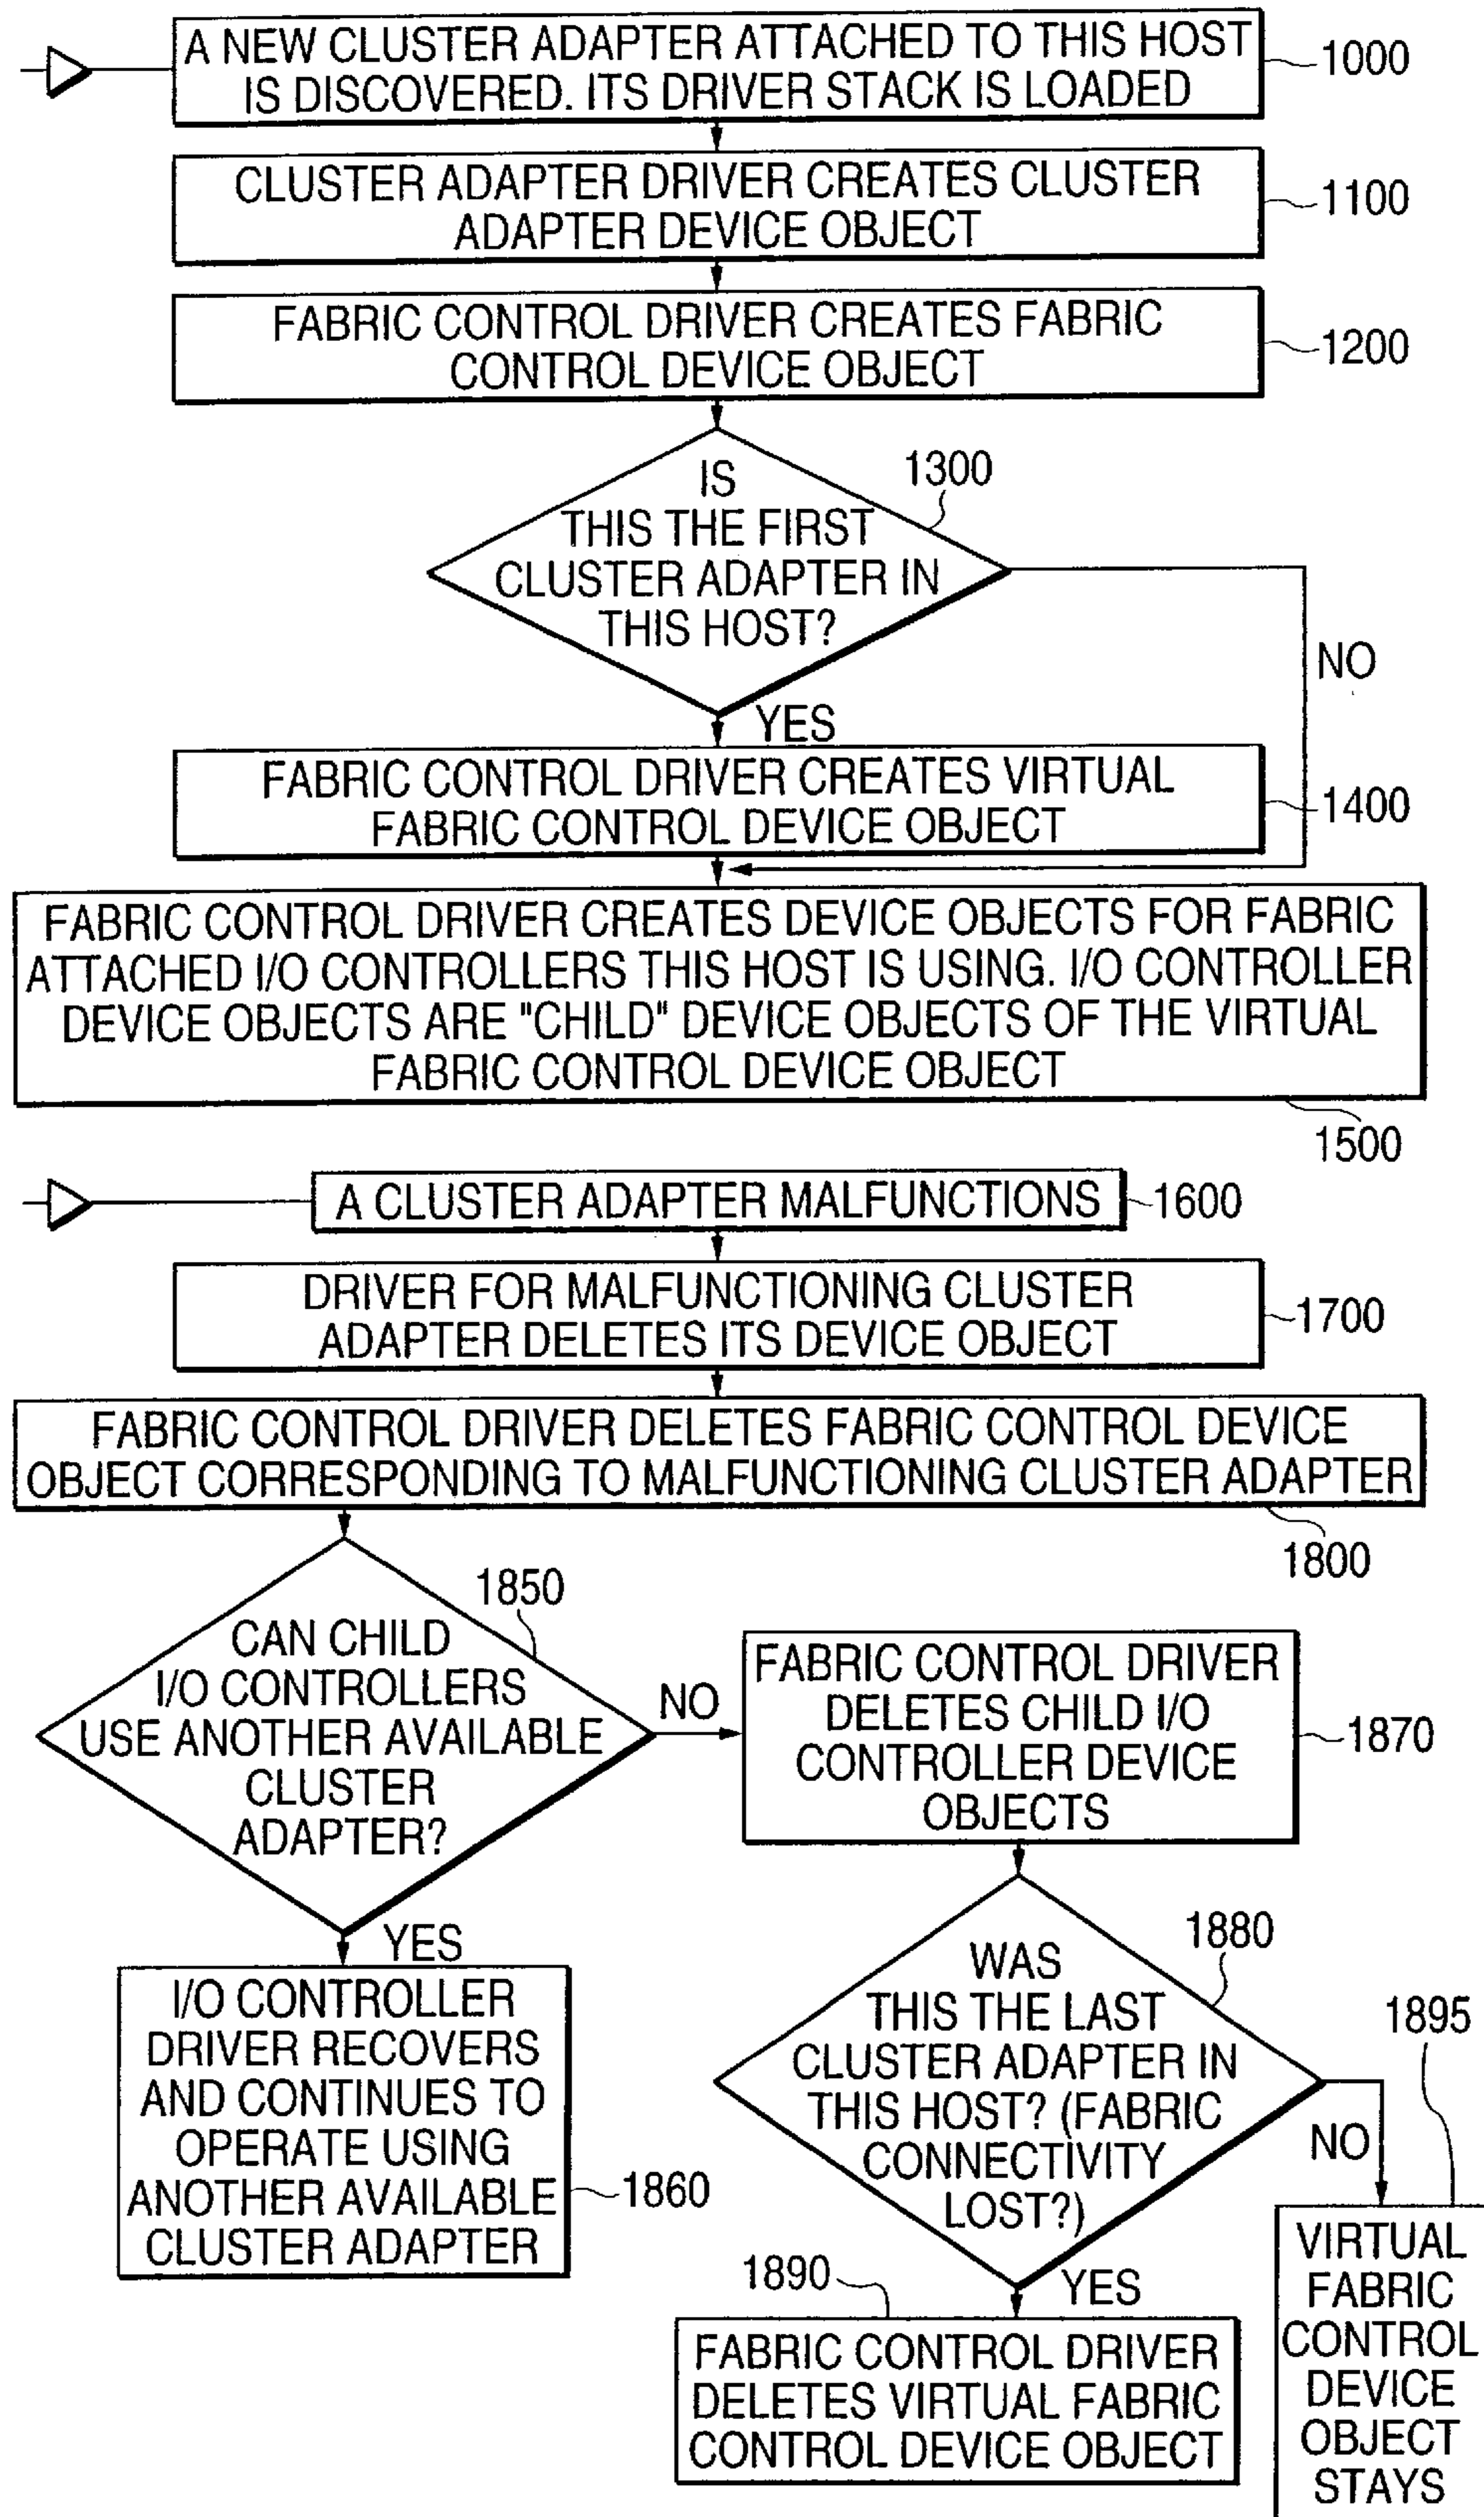 A NEW CLUSTER ADAPTER ATTACHED TO THIS HOST
IS DISCOVERED. ITS DRIVER STACK IS LOADED
1000
CLUSTER ADAPTER DRIVER CREATES CLUSTER
ADAPTER DEVICE OBJECT
1100
FABRIC CONTROL DRIVER CREATES FABRIC
CONTROL DEVICE OBJECT
1200
IS
THIS THE FIRST
CLUSTER ADAPTER IN
THIS HOST?
1300
NO
YES
FABRIC CONTROL DRIVER CREATES VIRTUAL
FABRIC CONTROL DEVICE OBJECT
1400
FABRIC CONTROL DRIVER CREATES DEVICE OBJECTS FOR FABRIC
ATTACHED I/O CONTROLLERS THIS HOST IS USING. I/O CONTROLLER
DEVICE OBJECTS ARE "CHILD" DEVICE OBJECTS OF THE VIRTUAL
FABRIC CONTROL DEVICE OBJECT
1500
A CLUSTER ADAPTER MALFUNCTIONS
1600
DRIVER FOR MALFUNCTIONING CLUSTER
ADAPTER DELETES ITS DEVICE OBJECT
1700
FABRIC CONTROL DRIVER DELETES FABRIC CONTROL DEVICE
OBJECT CORRESPONDING TO MALFUNCTIONING CLUSTER ADAPTER
1800
1850
CAN CHILD
I/O CONTROLLERS
USE ANOTHER AVAILABLE
CLUSTER
ADAPTER?
NO
YES
FABRIC CONTROL DRIVER
DELETES CHILD I/O
CONTROLLER DEVICE
OBJECTS
1870
I/O CONTROLLER
DRIVER RECOVERS
AND CONTINUES TO
OPERATE USING
ANOTHER AVAILABLE
CLUSTER ADAPTER
1860
1880
WAS
THIS THE LAST
CLUSTER ADAPTER IN
THIS HOST? (FABRIC
CONNECTIVITY
LOST?)
NO
YES
1895
VIRTUAL
FABRIC
CONTROL
DEVICE
OBJECT
STAYS
1890
FABRIC CONTROL DRIVER
DELETES VIRTUAL FABRIC
CONTROL DEVICE OBJECT